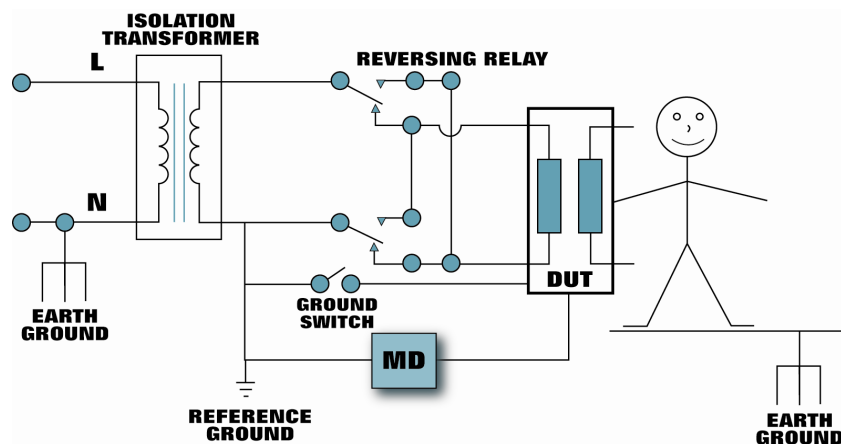 ISOLATION
TRANSFORMER
L
REVERSING RELAY
N
DUT
GROUND
SWITCH
EARTH
GROUND
MD
REFERENCE
GROUND
EARTH
GROUND